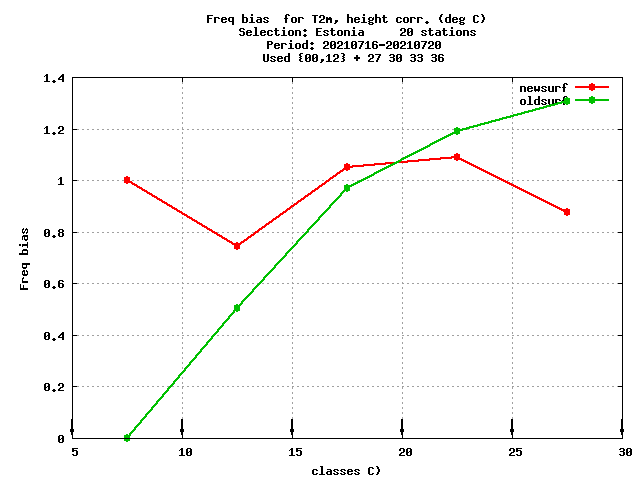 Freq bias  for T2m, height corr. (deg C)
Selection: Estonia     20 stations
Period: 20210716-20210720
Used {00,12} + 27 30 33 36
newsurf
oldsurf
1.4
1.2
1
0.8
0.6
0.4
0.2
0
Freq bias
5 10 15 20 25 30
classes C)